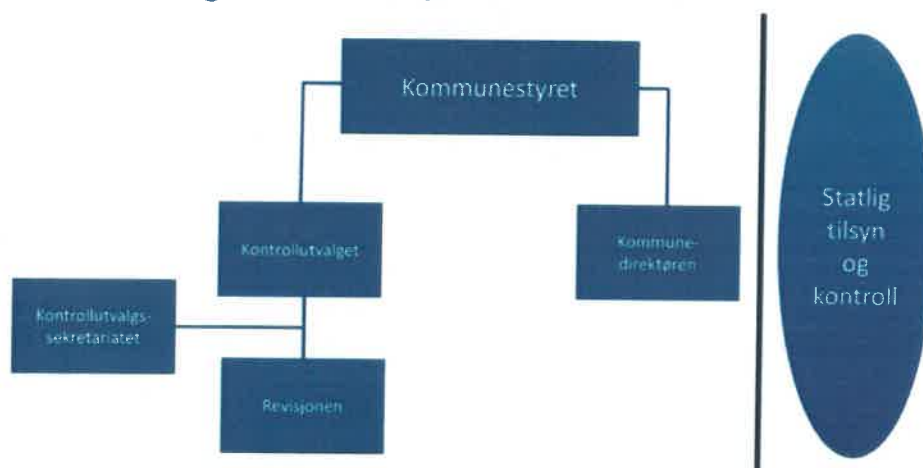 Kommunestyret
Kontrollutvalget
Kommune-
direktøren
Kontrollutvalgs-
sekretariatet
Revisjonen
Statlig
tilsyn
og
kontroll